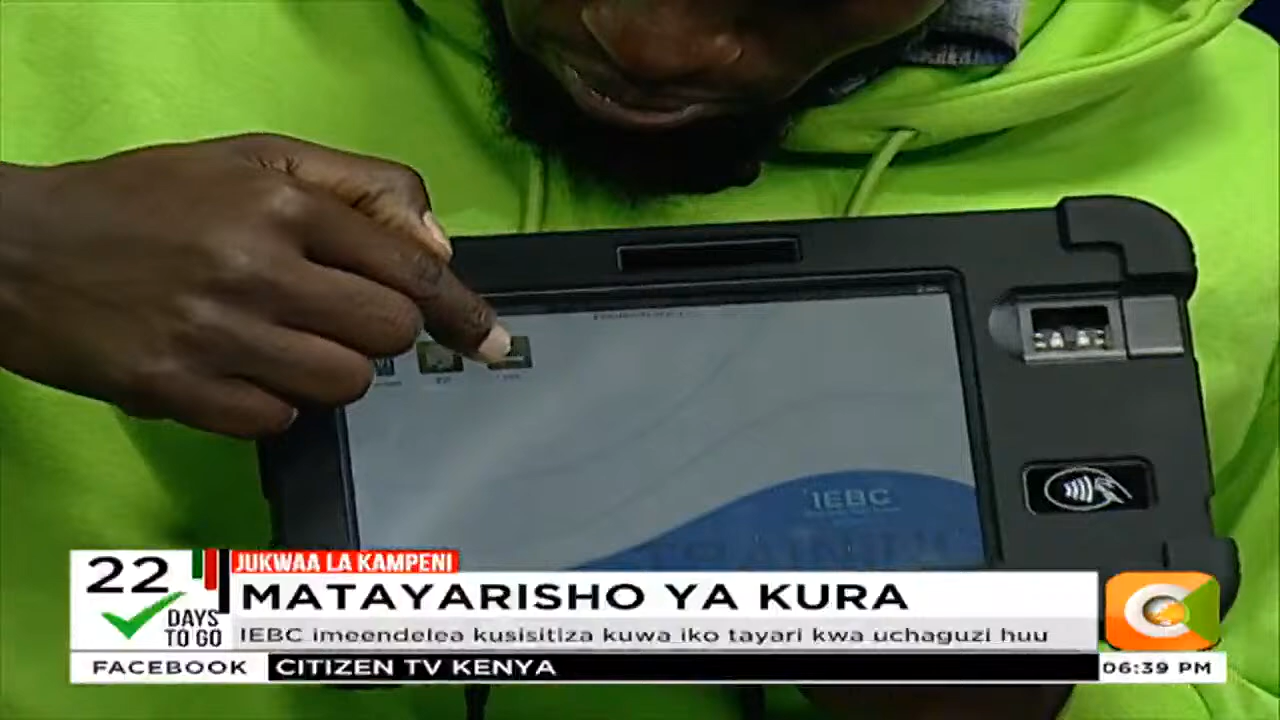 IEBC
TRAINING
22
DAYS
TO GO
JUKWAA LA KAMPENI
MATAYARISHO YA KURA
IEBC imeendelea kusisitiza kuwa iko tayari kwa uchaguzi huu
FACEBOOK
CITIZEN TV KENYA
06:39 PM